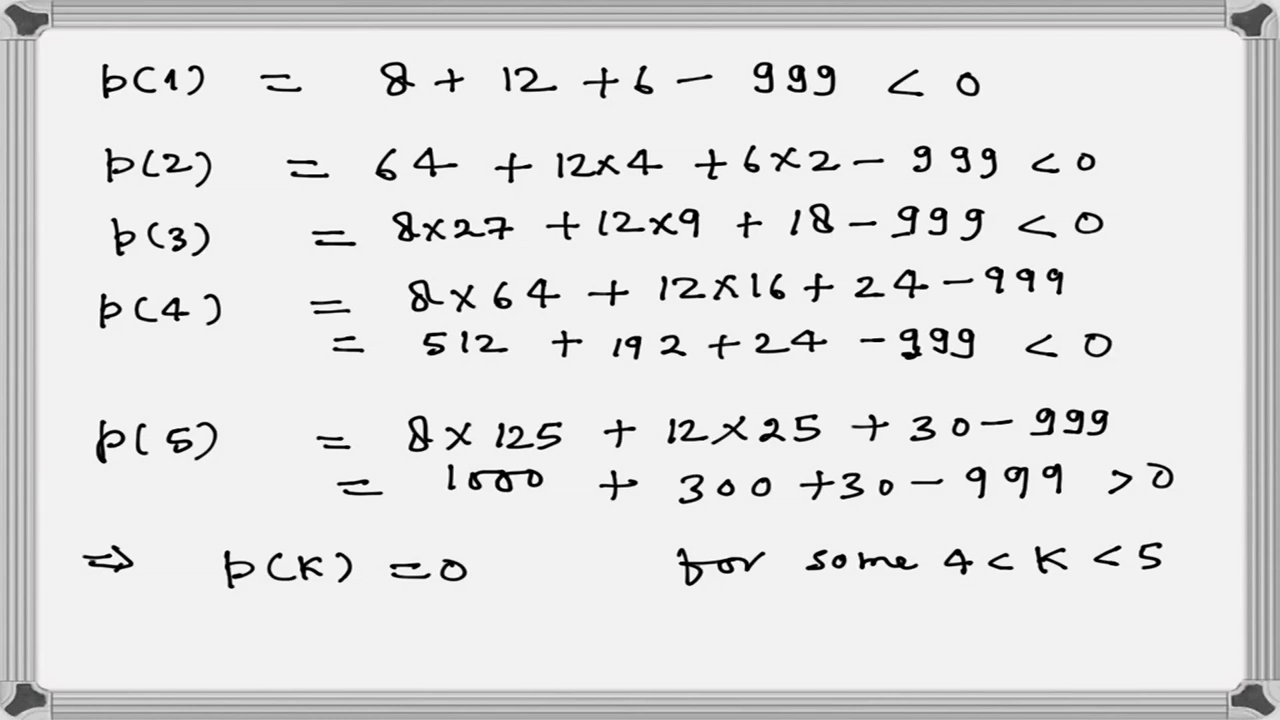 p(1) = 8 + 12 + 6 - 999 < 0
p(2) = 64 + 12×4 + 6×2 - 999 < 0
p(3) = 8×27 + 12×9 + 18 - 999 < 0
p(4) = 8×64 + 12×16 + 24 - 999
= 512 + 192 + 24 - 999 < 0
p(5) = 8×125 + 12×25 + 30 - 999
= 1000 + 300 + 30 - 999 > 0
⇒ p(K) = 0 for some 4 < K < 5